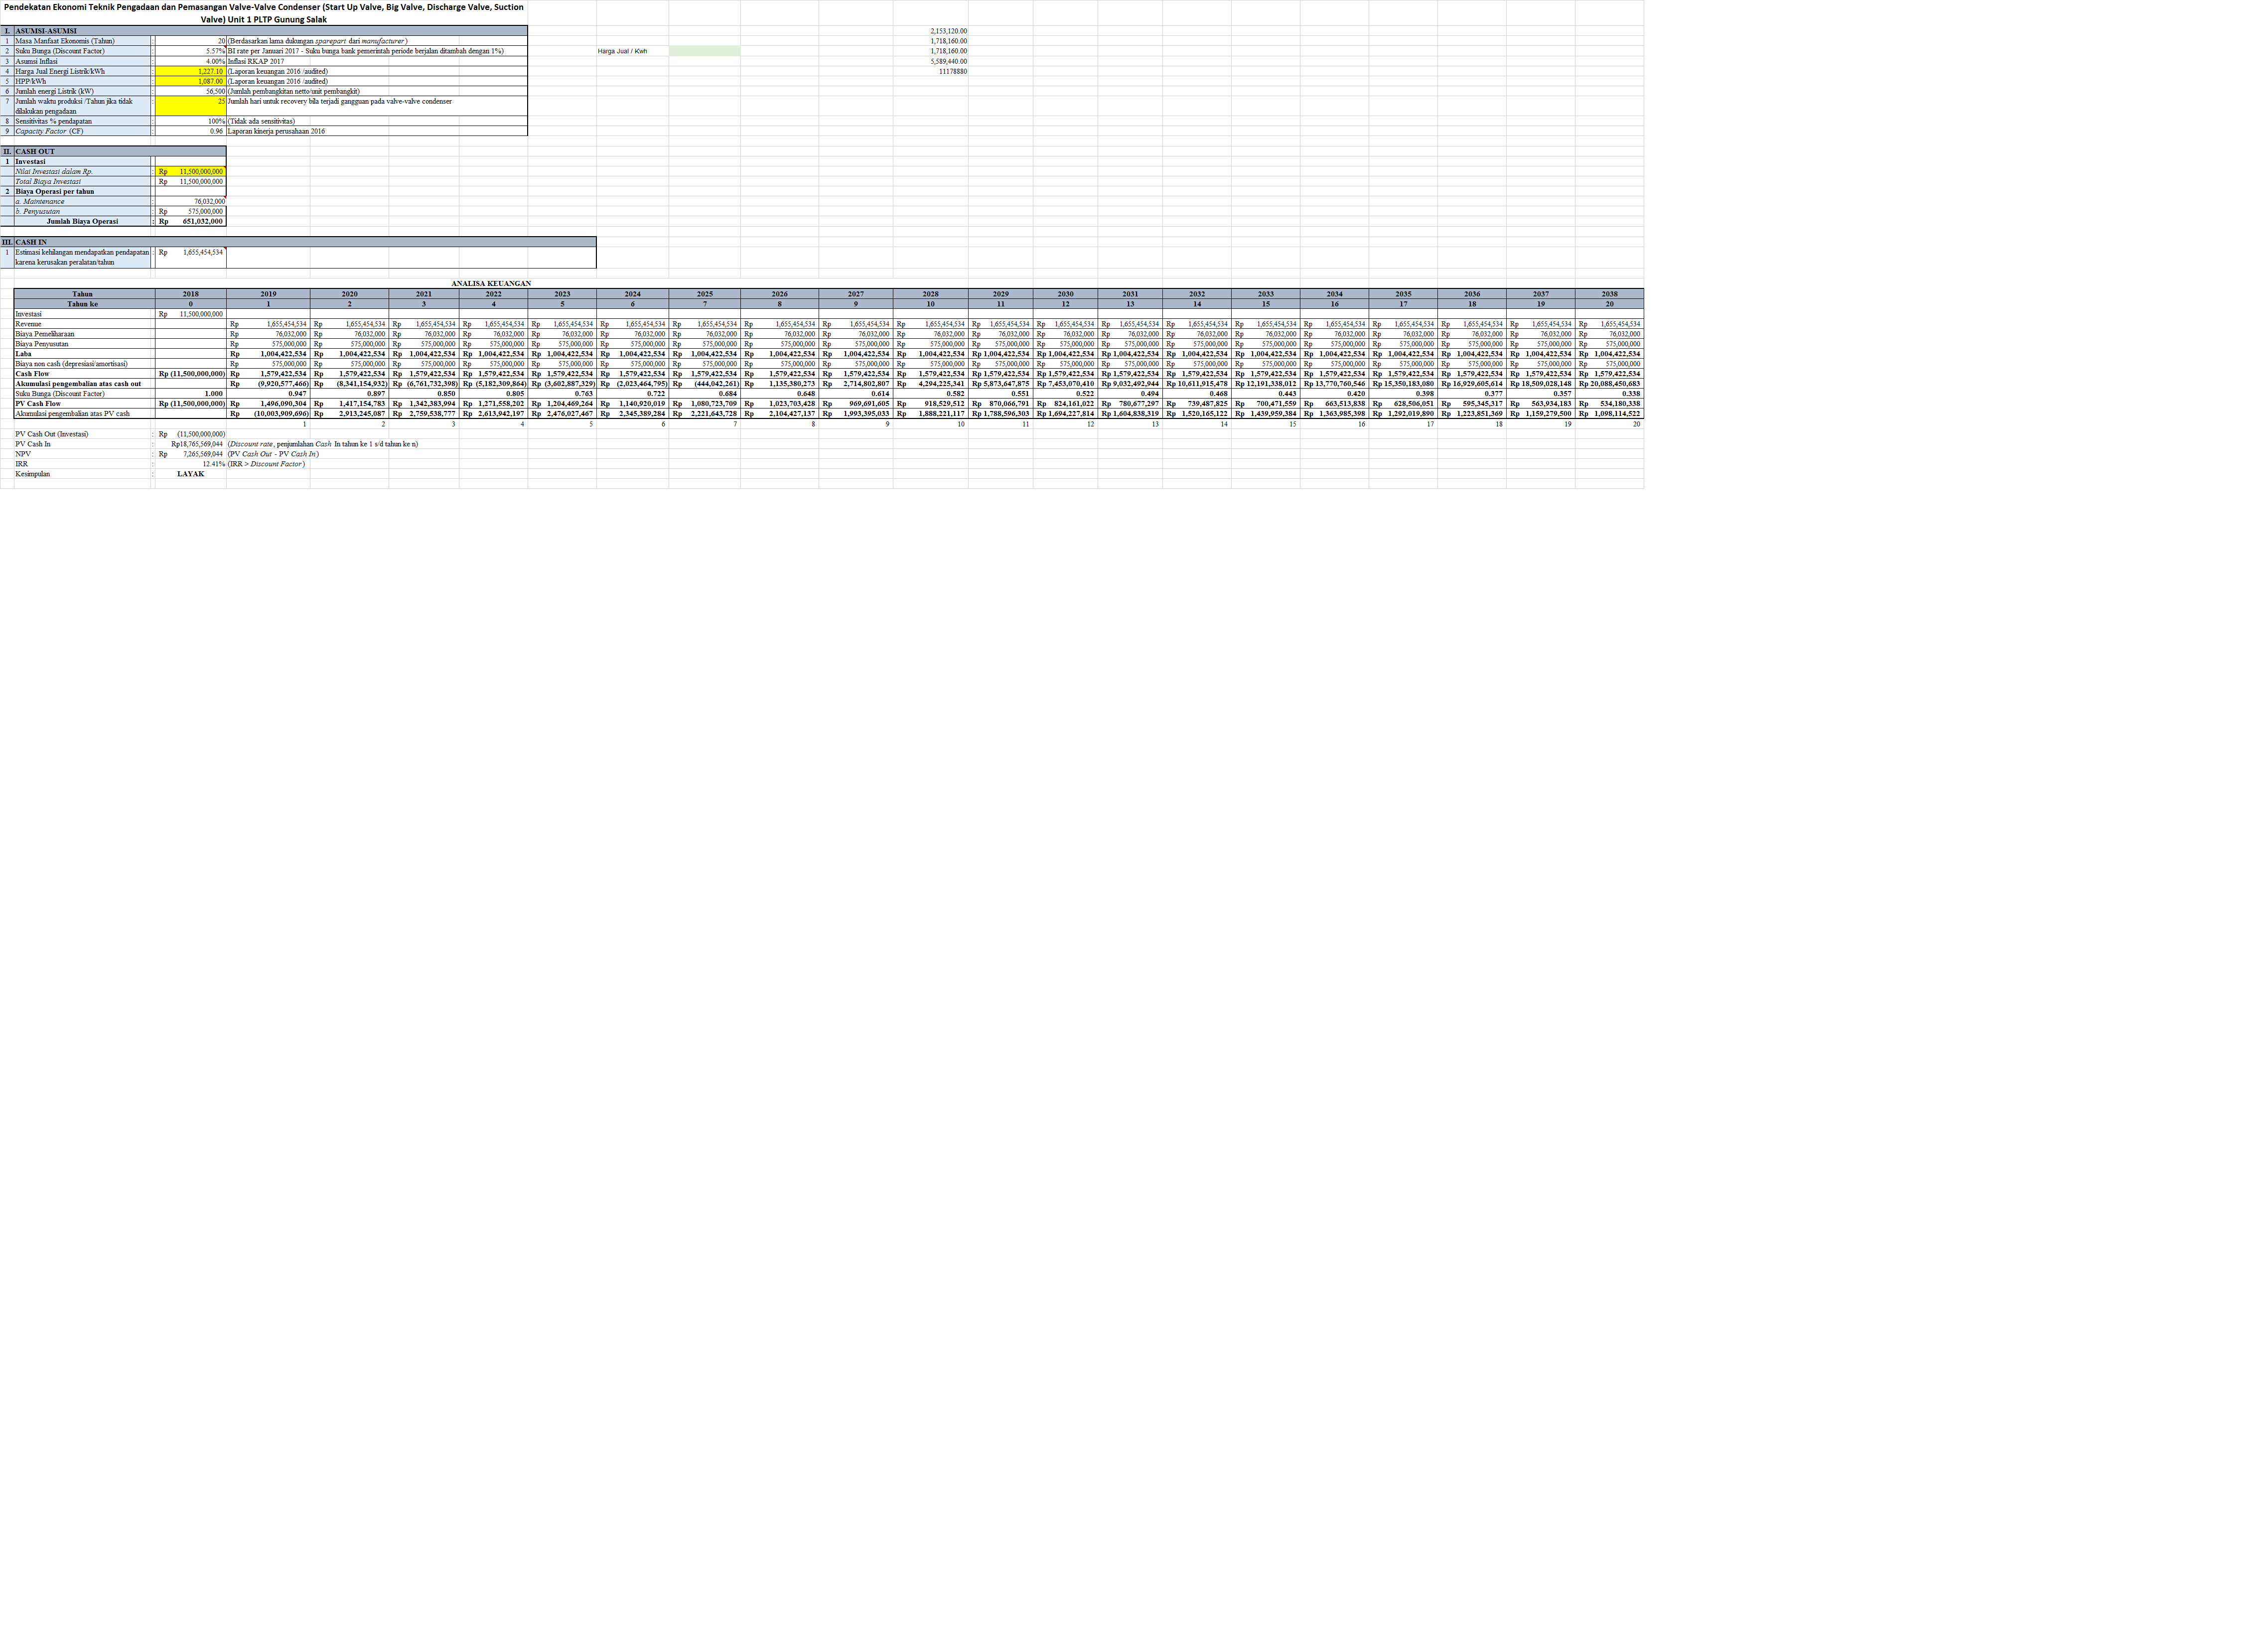 Pendekatan Ekonomi Teknik Pengadaan dan Pemasangan Valve-Valve Condenser (Start Up Valve, Big Valve, Discharge Valve, Suction
Valve) Unit 1 PLTP Gunung Salak
I. ASUMSI-ASUMSI 2,153,120.00
1 Masa Manfaat Ekonomis (Tahun) : 20 (Berdasarkan lama dukungan sparepart dari manufacturer) 1,718,160.00
2 Suku Bunga (Discount Factor) : 5.57% BI rate per Januari 2017 - Suku bunga bank pemerintah periode berjalan ditambah dengan 1%) Harga Jual / Kwh 1,718,160.00
3 Asumsi Inflasi : 4.00% Inflasi RKAP 2017 5,589,440.00
4 Harga Jual Energi Listrik/kWh : 1,227.10 (Laporan keuangan 2016 /audited) 11178880
5 HPP/kWh : 1,087.00 (Laporan keuangan 2016 /audited)
6 Jumlah energi Listrik (kW) : 56,500 (Jumlah pembangkitan netto/unit pembangkit)
7 Jumlah waktu produksi /Tahun jika tidak : 25 Jumlah hari untuk recovery bila terjadi gangguan pada valve-valve condenser
dilakukan pengadaan
8 Sensitivitas % pendapatan : 100% (Tidak ada sensitivitas)
9 Capacity Factor (CF) : 0.96 Laporan kinerja perusahaan 2016
II. CASH OUT
1 Investasi
Nilai Investasi dalam Rp. : Rp 11,500,000,000
Total Biaya Investasi : Rp 11,500,000,000
2 Biaya Operasi per tahun
a. Maintenance : 76,032,000
b. Penyusutan : Rp 575,000,000
Jumlah Biaya Operasi : Rp 651,032,000
III. CASH IN
1 Estimasi kehilangan mendapatkan pendapatan : Rp 1,655,454,534
karena kerusakan peralatan/tahun
ANALISA KEUANGAN
Tahun 2018 2019 2020 2021 2022 2023 2024 2025 2026 2027 2028 2029 2030 2031 2032 2033 2034 2035 2036 2037 2038
Tahun ke 0 1 2 3 4 5 6 7 8 9 10 11 12 13 14 15 16 17 18 19 20
Investasi Rp 11,500,000,000
Revenue Rp 1,655,454,534 Rp 1,655,454,534 Rp 1,655,454,534 Rp 1,655,454,534 Rp 1,655,454,534 Rp 1,655,454,534 Rp 1,655,454,534 Rp 1,655,454,534 Rp 1,655,454,534 Rp 1,655,454,534 Rp 1,655,454,534 Rp 1,655,454,534 Rp 1,655,454,534 Rp 1,655,454,534 Rp 1,655,454,534 Rp 1,655,454,534 Rp 1,655,454,534 Rp 1,655,454,534 Rp 1,655,454,534 Rp 1,655,454,534
Biaya Pemeliharaan Rp 76,032,000 Rp 76,032,000 Rp 76,032,000 Rp 76,032,000 Rp 76,032,000 Rp 76,032,000 Rp 76,032,000 Rp 76,032,000 Rp 76,032,000 Rp 76,032,000 Rp 76,032,000 Rp 76,032,000 Rp 76,032,000 Rp 76,032,000 Rp 76,032,000 Rp 76,032,000 Rp 76,032,000 Rp 76,032,000 Rp 76,032,000 Rp 76,032,000
Biaya Penyusutan Rp 575,000,000 Rp 575,000,000 Rp 575,000,000 Rp 575,000,000 Rp 575,000,000 Rp 575,000,000 Rp 575,000,000 Rp 575,000,000 Rp 575,000,000 Rp 575,000,000 Rp 575,000,000 Rp 575,000,000 Rp 575,000,000 Rp 575,000,000 Rp 575,000,000 Rp 575,000,000 Rp 575,000,000 Rp 575,000,000 Rp 575,000,000 Rp 575,000,000
Laba Rp 1,004,422,534 Rp 1,004,422,534 Rp 1,004,422,534 Rp 1,004,422,534 Rp 1,004,422,534 Rp 1,004,422,534 Rp 1,004,422,534 Rp 1,004,422,534 Rp 1,004,422,534 Rp 1,004,422,534 Rp 1,004,422,534 Rp 1,004,422,534 Rp 1,004,422,534 Rp 1,004,422,534 Rp 1,004,422,534 Rp 1,004,422,534 Rp 1,004,422,534 Rp 1,004,422,534 Rp 1,004,422,534 Rp 1,004,422,534
Biaya non cash (depresiasi/amortisasi) Rp 575,000,000 Rp 575,000,000 Rp 575,000,000 Rp 575,000,000 Rp 575,000,000 Rp 575,000,000 Rp 575,000,000 Rp 575,000,000 Rp 575,000,000 Rp 575,000,000 Rp 575,000,000 Rp 575,000,000 Rp 575,000,000 Rp 575,000,000 Rp 575,000,000 Rp 575,000,000 Rp 575,000,000 Rp 575,000,000 Rp 575,000,000 Rp 575,000,000
Cash Flow Rp (11,500,000,000) Rp 1,579,422,534 Rp 1,579,422,534 Rp 1,579,422,534 Rp 1,579,422,534 Rp 1,579,422,534 Rp 1,579,422,534 Rp 1,579,422,534 Rp 1,579,422,534 Rp 1,579,422,534 Rp 1,579,422,534 Rp 1,579,422,534 Rp 1,579,422,534 Rp 1,579,422,534 Rp 1,579,422,534 Rp 1,579,422,534 Rp 1,579,422,534 Rp 1,579,422,534 Rp 1,579,422,534 Rp 1,579,422,534 Rp 1,579,422,534
Akumulasi pengembalian atas cash out Rp (9,920,577,466) Rp (8,341,154,932) Rp (6,761,732,398) Rp (5,182,309,864) Rp (3,602,887,329) Rp (2,023,464,795) Rp (444,042,261) Rp 1,135,380,273 Rp 2,714,802,807 Rp 4,294,225,341 Rp 5,873,647,875 Rp 7,453,070,410 Rp 9,032,492,944 Rp 10,611,915,478 Rp 12,191,338,012 Rp 13,770,760,546 Rp 15,350,183,080 Rp 16,929,605,614 Rp 18,509,028,148 Rp 20,088,450,683
Suku Bunga (Discount Factor) 1.000 0.947 0.897 0.850 0.805 0.763 0.722 0.684 0.648 0.614 0.582 0.551 0.522 0.494 0.468 0.443 0.420 0.398 0.377 0.357 0.338
PV Cash Flow Rp (11,500,000,000) Rp 1,496,090,304 Rp 1,417,154,783 Rp 1,342,383,994 Rp 1,271,558,202 Rp 1,204,469,264 Rp 1,140,920,019 Rp 1,080,723,709 Rp 1,023,703,428 Rp 969,691,605 Rp 918,529,512 Rp 870,066,791 Rp 824,161,022 Rp 780,677,297 Rp 739,487,825 Rp 700,471,559 Rp 663,513,838 Rp 628,506,051 Rp 595,345,317 Rp 563,934,183 Rp 534,180,338
Akumulasi pengembalian atas PV cash Rp (10,003,909,696) Rp 2,913,245,087 Rp 2,759,538,777 Rp 2,613,942,197 Rp 2,476,027,467 Rp 2,345,389,284 Rp 2,221,643,728 Rp 2,104,427,137 Rp 1,993,395,033 Rp 1,888,221,117 Rp 1,788,596,303 Rp 1,694,227,814 Rp 1,604,838,319 Rp 1,520,165,122 Rp 1,439,959,384 Rp 1,363,985,398 Rp 1,292,019,890 Rp 1,223,851,369 Rp 1,159,279,500 Rp 1,098,114,522
1 2 3 4 5 6 7 8 9 10 11 12 13 14 15 16 17 18 19 20
PV Cash Out (Investasi) : Rp (11,500,000,000)
PV Cash In : Rp18,765,569,044 (Discount rate, penjumlahan Cash In tahun ke 1 s/d tahun ke n)
NPV : Rp 7,265,569,044 (PV Cash Out - PV Cash In)
IRR : 12.41% (IRR > Discount Factor)
Kesimpulan : LAYAK